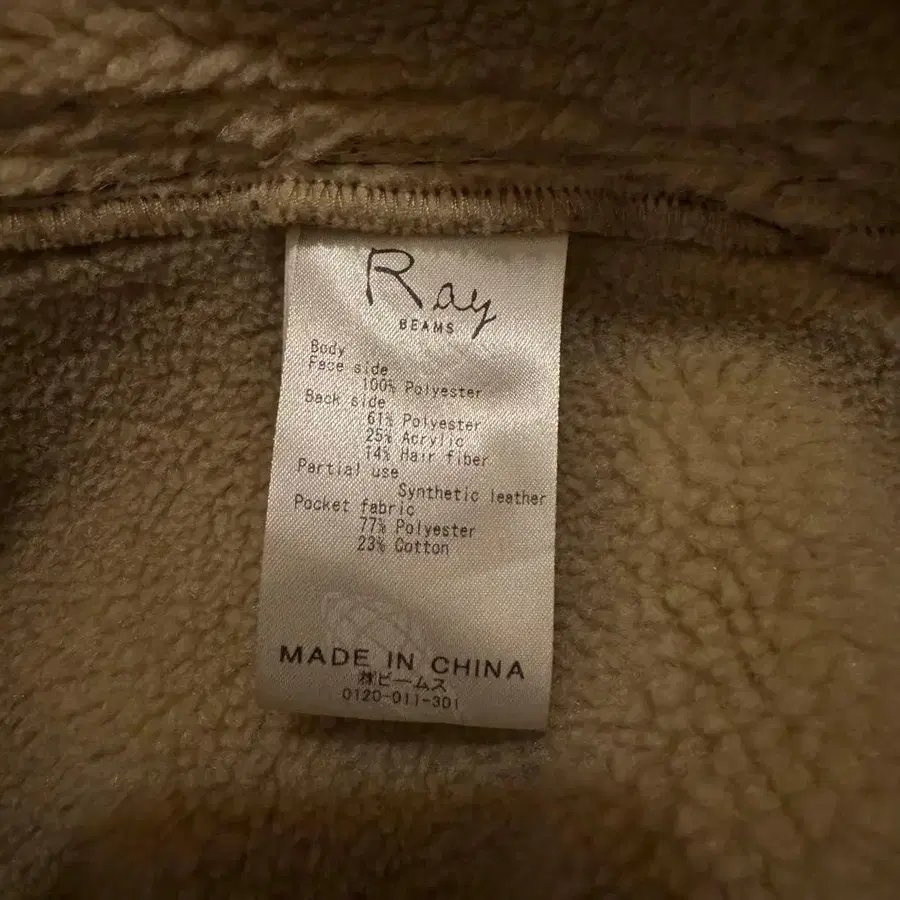 Ray
BEAMS
Body
Face side
100% Polyester
Back side
61% Polyester
25% Acrylic
14% Hair fiber
Partial use
Synthetic leather
Pocket fabric
77% Polyester
23% Cotton
MADE IN CHINA
㈱ビームス
0120-011-301